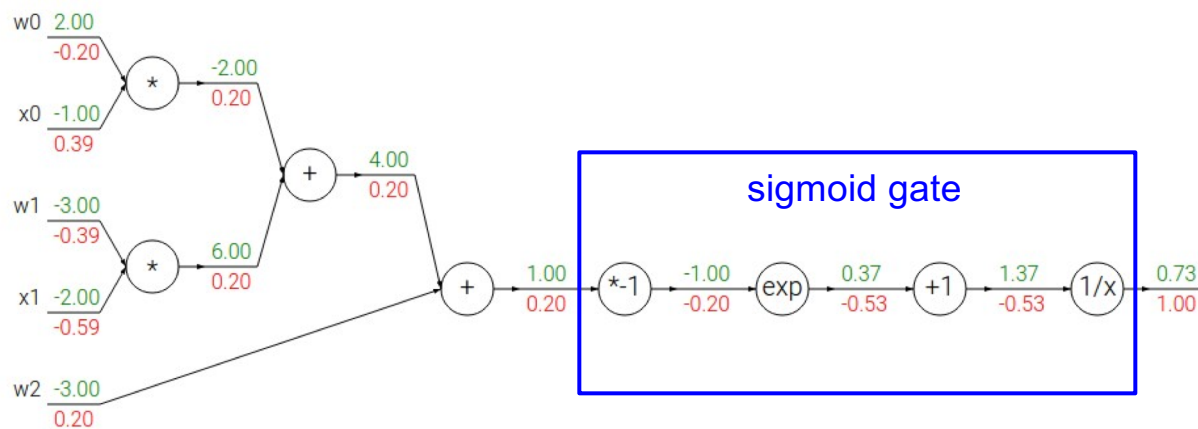 w0 2.00
-0.20
* -2.00
0.20
x0 -1.00
0.39
+ 4.00
0.20
sigmoid gate
w1 -3.00
-0.39
* 6.00
0.20
x1 -2.00
-0.59
+ 1.00 *-1 -1.00 exp 0.37 +1 1.37 1/x 0.73
0.20 -0.20 -0.53 -0.53 1.00
w2 -3.00
0.20